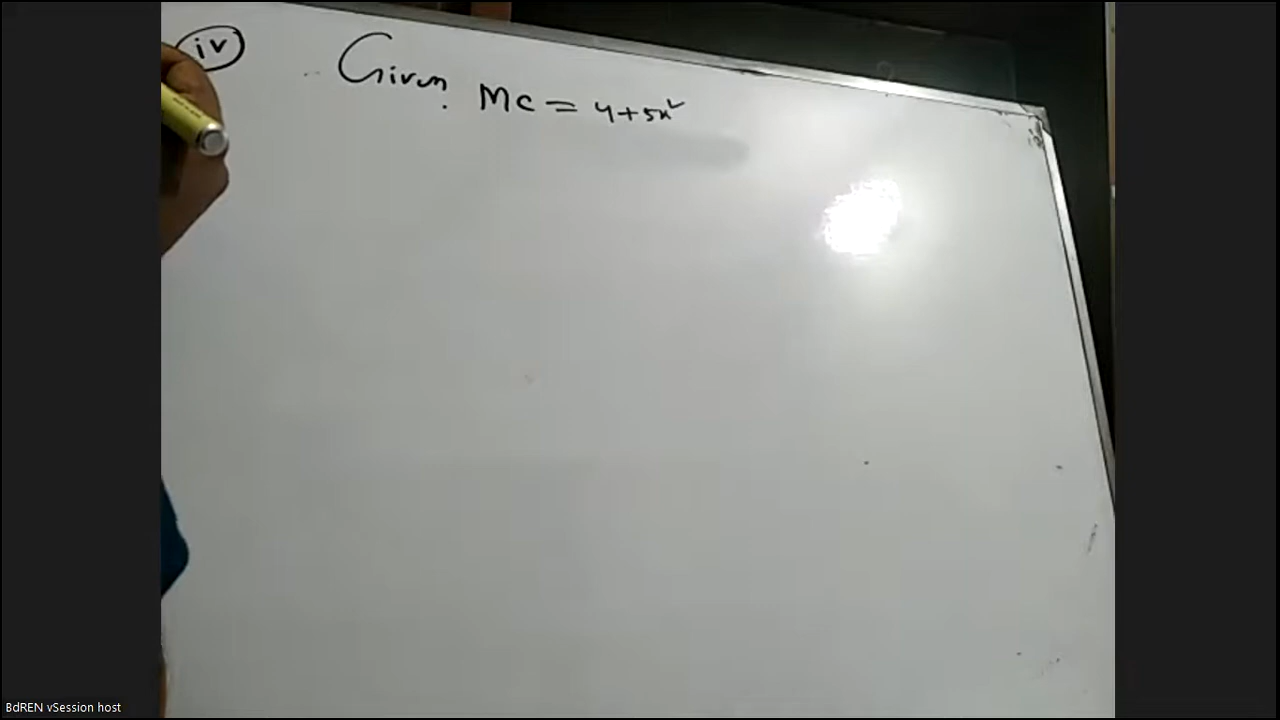 iv
Given, MC = 4+5x²
BdREN vSession host